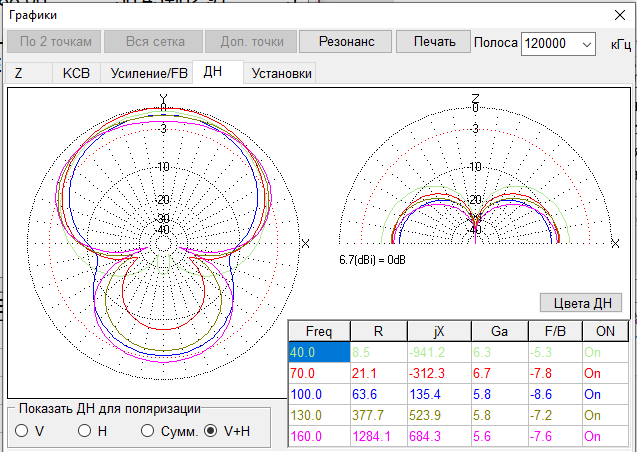 Графики
По 2 точкам Вся сетка Доп. точки Резонанс Печать Полоса 120000 кГц
Z КСВ Усиление/FB ДН Установки
Y Z
0 0
-3 -3
-10 -10
-20 -20
-30
-40 -40
X X
6.7(dBi) = 0dB
Цвета ДН
Freq R jX Ga F/B ON
40.0 8.5 -941.2 6.3 -5.3 On
70.0 21.1 -312.3 6.7 -7.8 On
100.0 63.6 135.4 5.8 -8.6 On
130.0 377.7 523.9 5.8 -7.2 On
160.0 1284.1 684.3 5.6 -7.6 On
Показать ДН для поляризации
V H Сумм. V+H